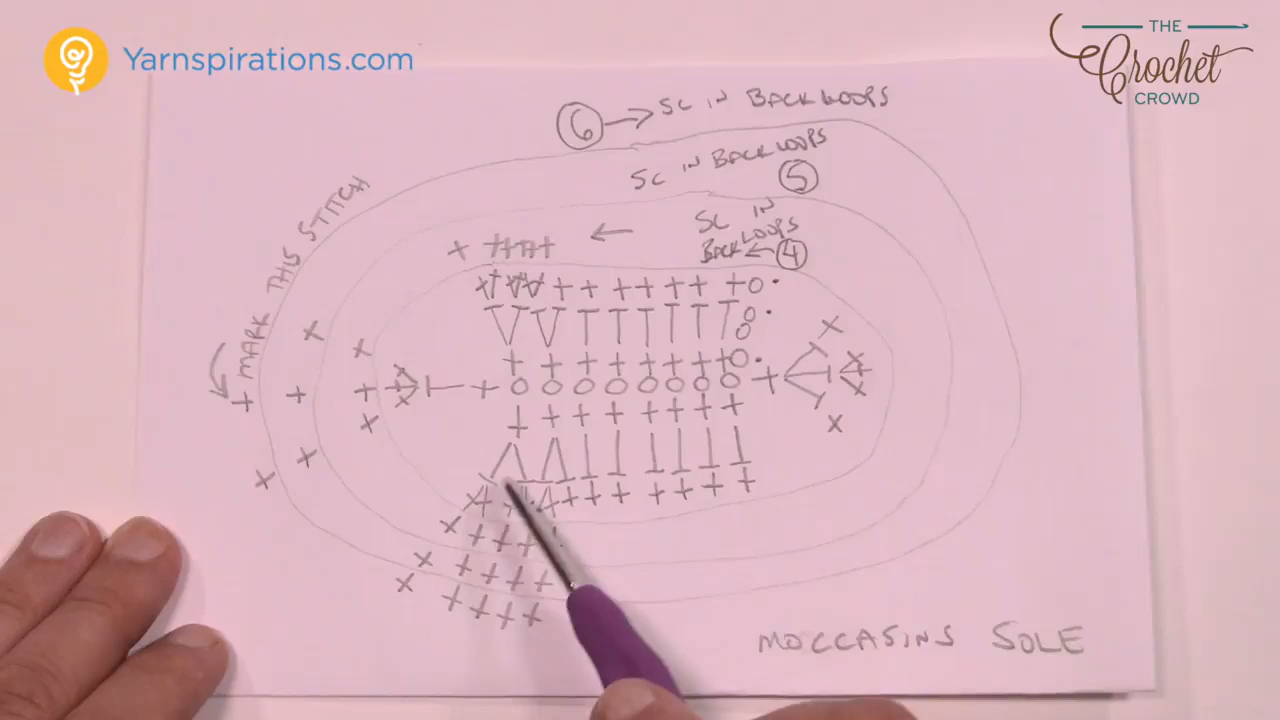 Yarnspirations.com
THE
Crochet
CROWD
6 → SC IN BACK LOOPS
SC IN BACK LOOPS
5
SC IN
BACK LOOPS
4
MARK THIS STITCH
MOCCASINS SOLE